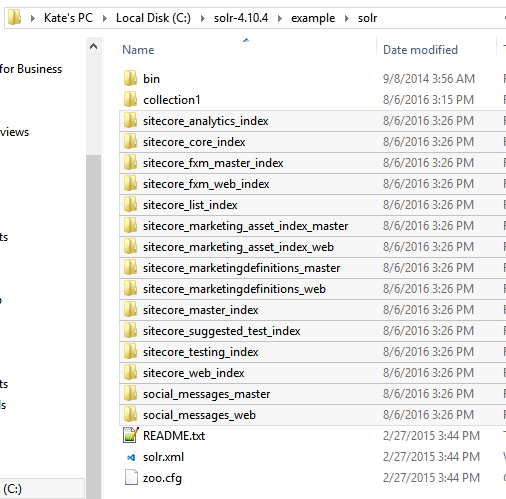 Kate's PC Local Disk (C:) solr-4.10.4 example solr
Name Date modified
for Business
bin 9/8/2014 3:56 AM
collection1 8/6/2016 3:15 PM
sitecore_analytics_index 8/6/2016 3:26 PM
views
sitecore_core_index 8/6/2016 3:26 PM
sitecore_fxm_master_index 8/6/2016 3:26 PM
sitecore_fxm_web_index 8/6/2016 3:26 PM
sitecore_list_index 8/6/2016 3:26 PM
sitecore_marketing_asset_index_master 8/6/2016 3:26 PM
ts
sitecore_marketing_asset_index_web 8/6/2016 3:26 PM
sitecore_marketingdefinitions_master 8/6/2016 3:26 PM
sitecore_marketingdefinitions_web 8/6/2016 3:26 PM
sitecore_master_index 8/6/2016 3:26 PM
sitecore_suggested_test_index 8/6/2016 3:26 PM
sitecore_testing_index 8/6/2016 3:26 PM
sitecore_web_index 8/6/2016 3:26 PM
ts
social_messages_master 8/6/2016 3:26 PM
ls
social_messages_web 8/6/2016 3:26 PM
README.txt 2/27/2015 3:44 PM
solr.xml 2/27/2015 3:44 PM
zoo.cfg 2/27/2015 3:44 PM
(C:)